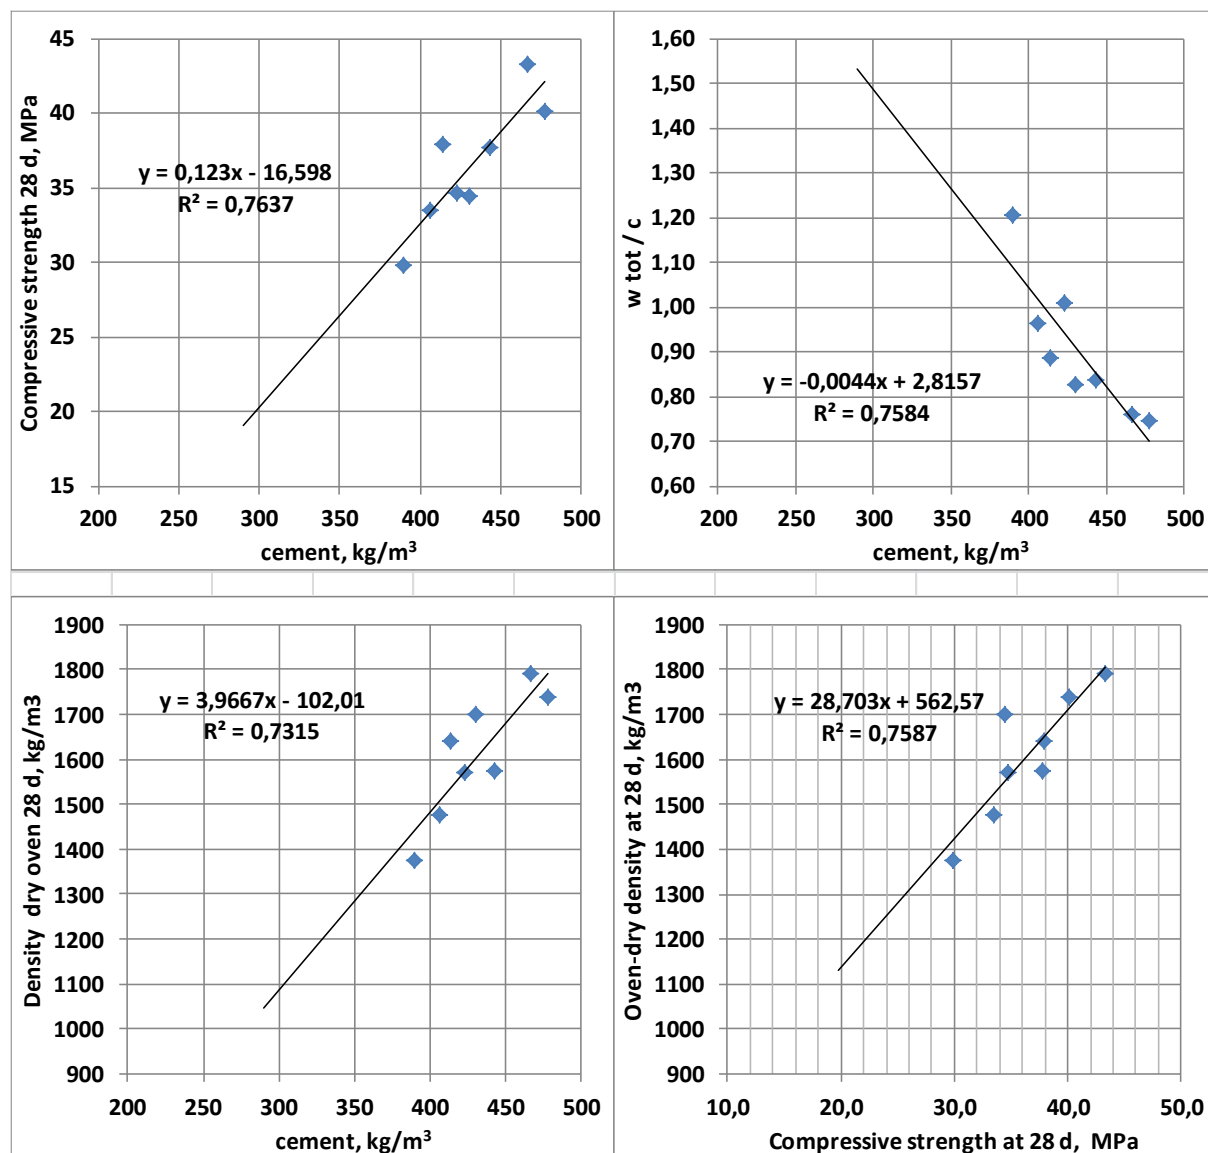 45
40
35
30
25
20
15
Compressive strength 28 d, MPa
y = 0,123x - 16,598
R² = 0,7637
200 250 300 350 400 450 500
cement, kg/m³
1,60
1,50
1,40
1,30
1,20
1,10
1,00
0,90
0,80
0,70
0,60
w tot / c
y = -0,0044x + 2,8157
R² = 0,7584
200 250 300 350 400 450 500
cement, kg/m³
1900
1800
1700
1600
1500
1400
1300
1200
1100
1000
900
Density dry oven 28 d, kg/m3
y = 3,9667x - 102,01
R² = 0,7315
200 250 300 350 400 450 500
cement, kg/m³
1900
1800
1700
1600
1500
1400
1300
1200
1100
1000
900
Oven-dry density at 28 d, kg/m3
y = 28,703x + 562,57
R² = 0,7587
10,0 20,0 30,0 40,0 50,0
Compressive strength at 28 d, MPa